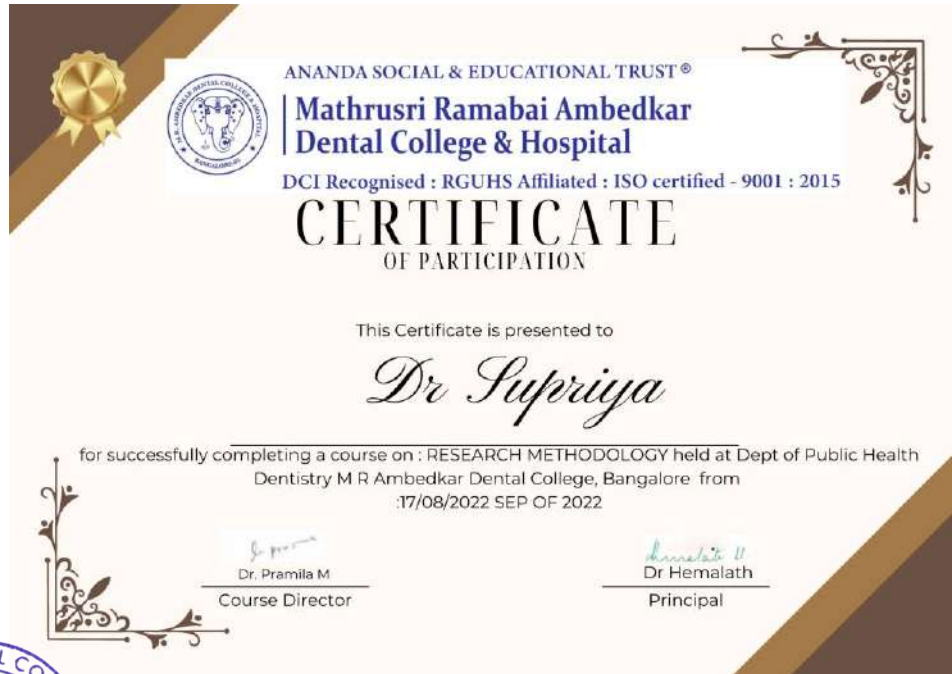 ANANDA SOCIAL & EDUCATIONAL TRUST®
Mathrusri Ramabai Ambedkar
Dental College & Hospital
DCI Recognised : RGUHS Affiliated : ISO certified - 9001 : 2015
CERTIFICATE
OF PARTICIPATION
This Certificate is presented to
Dr Supriya
for successfully completing a course on : RESEARCH METHODOLOGY held at Dept of Public Health
Dentistry M R Ambedkar Dental College, Bangalore from
:17/08/2022 SEP OF 2022
Dr. Pramila M
Course Director
Dr Hemalath
Principal